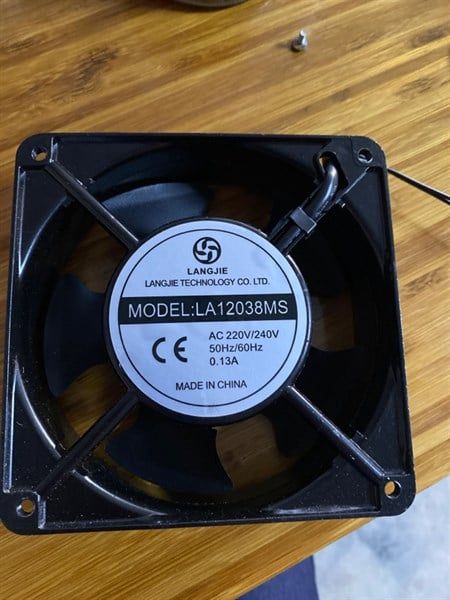 LANGJIE
LANGJIE TECHNOLOGY CO. LTD.
MODEL:LA12038MS
AC 220V/240V
50Hz/60Hz
0.13A
CE
MADE IN CHINA